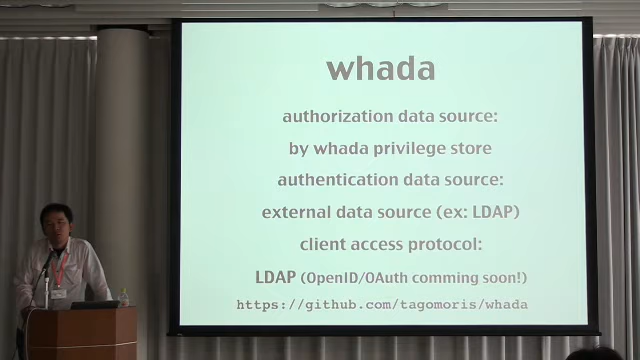 whada
authorization data source:
by whada privilege store
authentication data source:
external data source (ex: LDAP)
client access protocol:
LDAP (OpenID/OAuth comming soon!)
https://github.com/tagomoris/whada